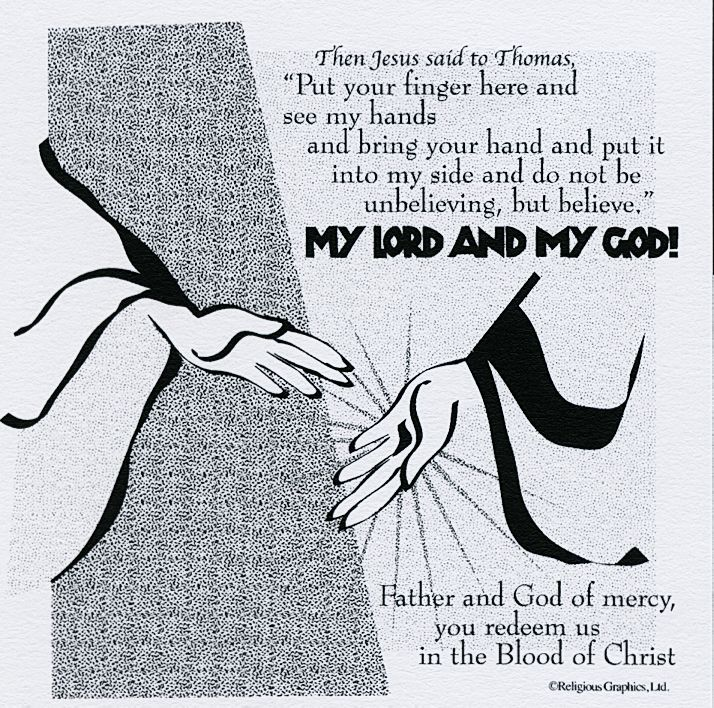 Then Jesus said to Thomas,
“Put your finger here and
see my hands
and bring your hand and put it
into my side and do not be
unbelieving, but believe.”
MY LORD AND MY GOD!
Father and God of mercy,
you redeem us
in the Blood of Christ
©Religious Graphics, Ltd.